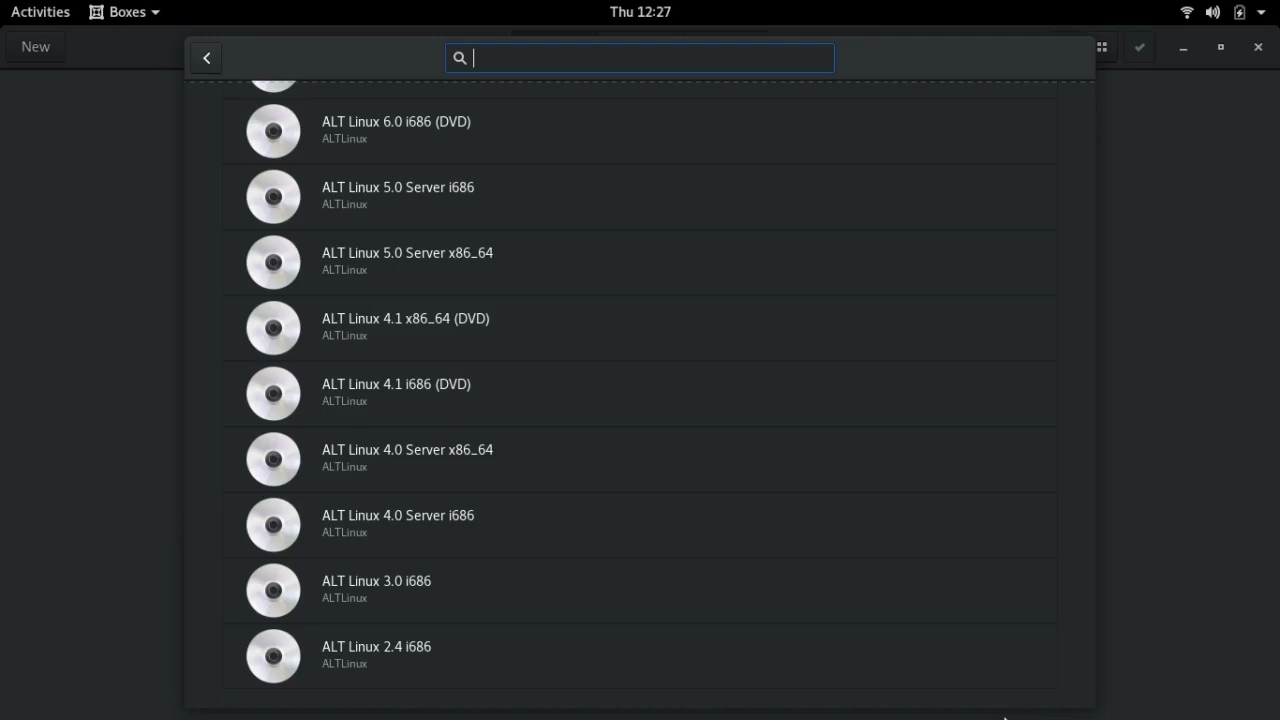 Activities
Boxes
Thu 12:27
New
ALT Linux 6.0 i686 (DVD)
ALTLinux
ALT Linux 5.0 Server i686
ALTLinux
ALT Linux 5.0 Server x86_64
ALTLinux
ALT Linux 4.1 x86_64 (DVD)
ALTLinux
ALT Linux 4.1 i686 (DVD)
ALTLinux
ALT Linux 4.0 Server x86_64
ALTLinux
ALT Linux 4.0 Server i686
ALTLinux
ALT Linux 3.0 i686
ALTLinux
ALT Linux 2.4 i686
ALTLinux